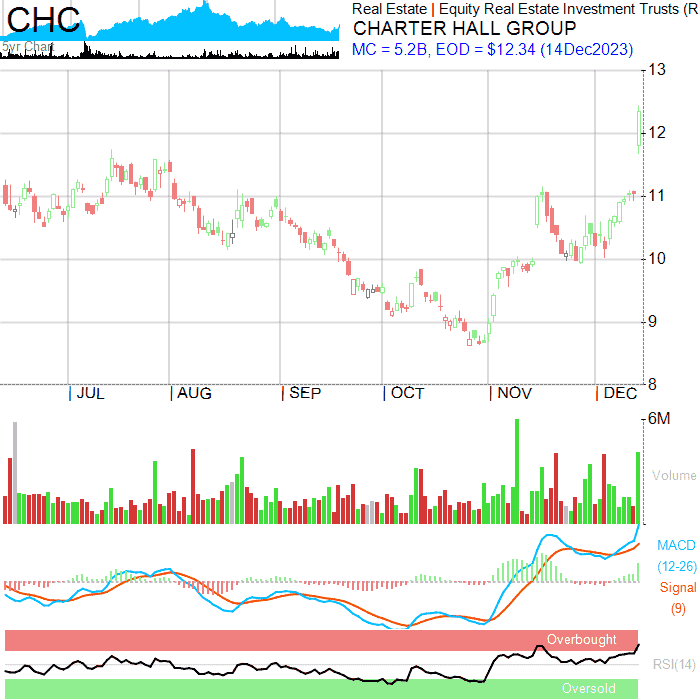 CHC
5yr Chart
Real Estate | Equity Real Estate Investment Trusts (R
CHARTER HALL GROUP
MC = 5.2B, EOD = $12.34 (14Dec2023)
13
12
11
10
9
8
| JUL | AUG | SEP | OCT | NOV | DEC
6M
Volume
MACD
(12-26)
Signal
(9)
Overbought
RSI(14)
Oversold